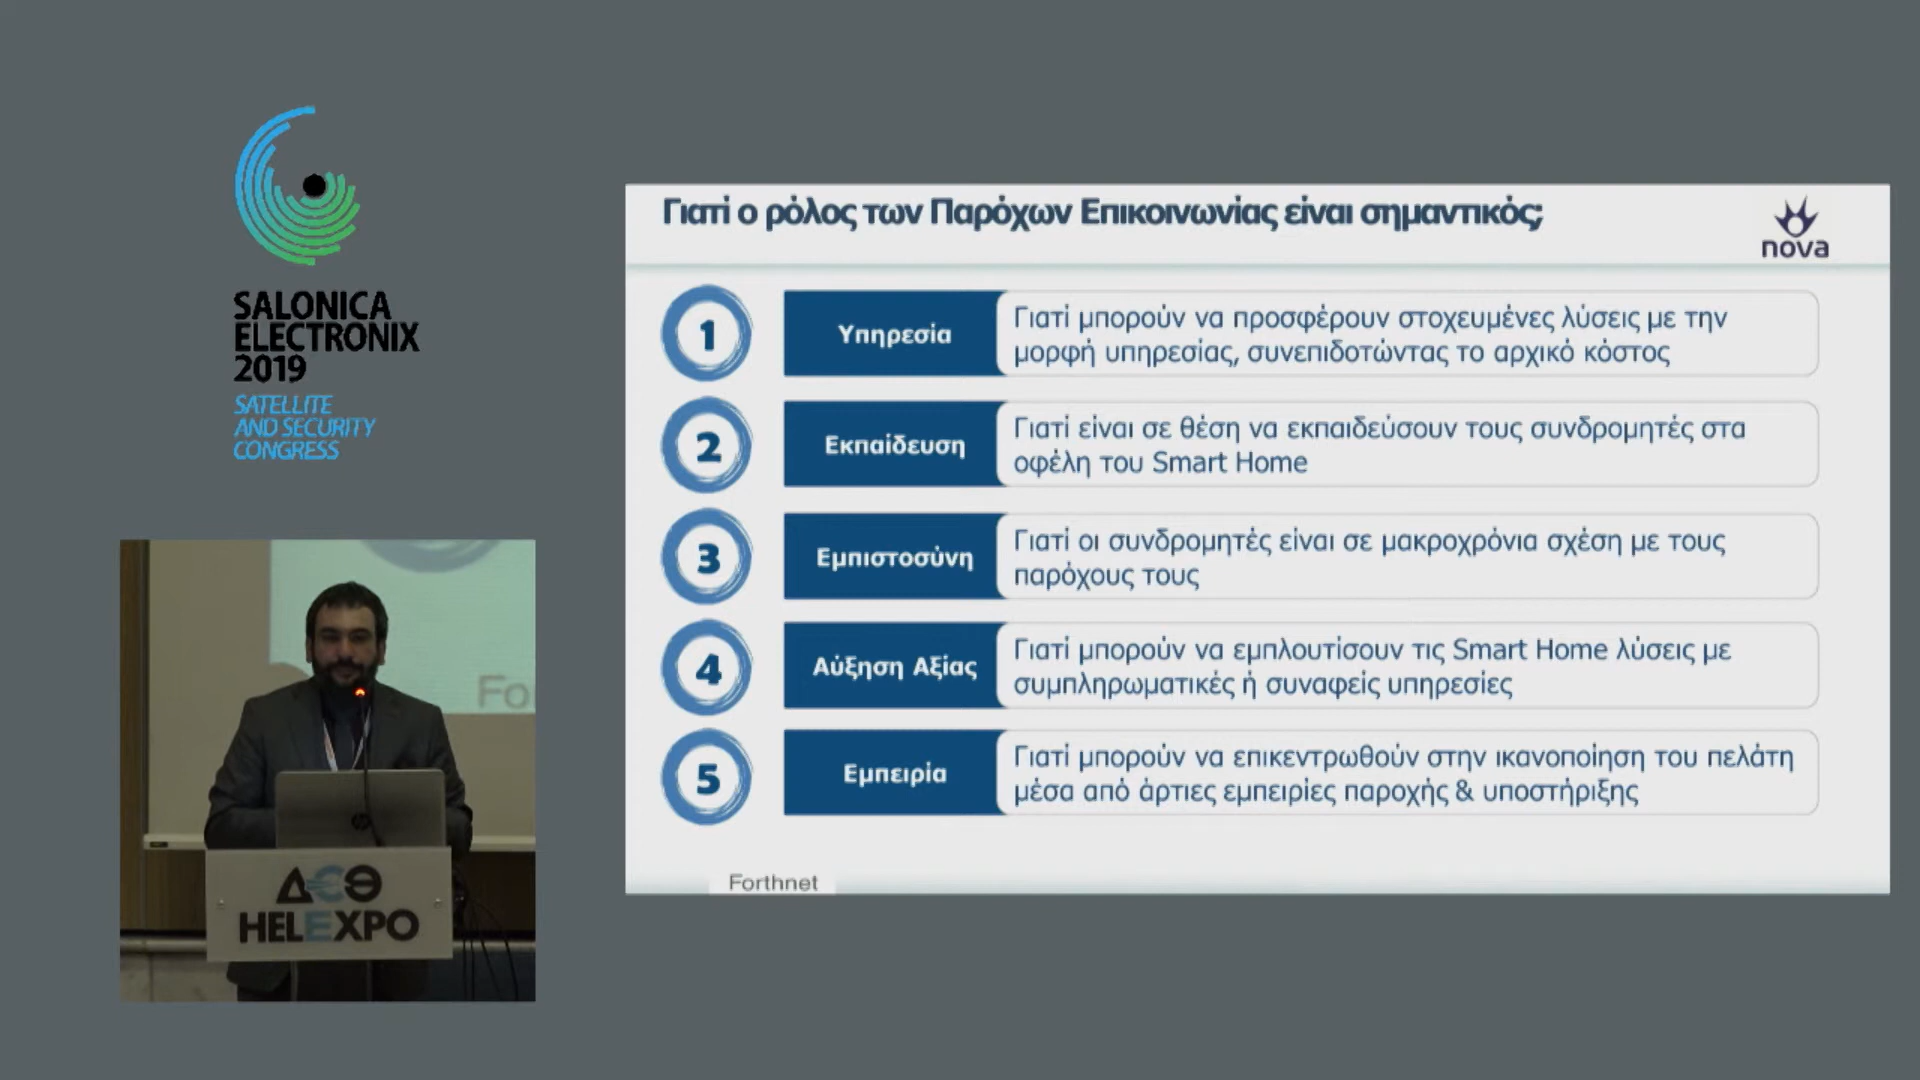 SALONICA
ELECTRONIX
2019
SATELLITE
AND SECURITY
CONGRESS
Γιατί ο ρόλος των Παρόχων Επικοινωνίας είναι σημαντικός;
nova
1
Υπηρεσία
Γιατί μπορούν να προσφέρουν στοχευμένες λύσεις με την
μορφή υπηρεσίας, συνεπιδοτώντας το αρχικό κόστος
2
Εκπαίδευση
Γιατί είναι σε θέση να εκπαιδεύσουν τους συνδρομητές στα
οφέλη του Smart Home
3
Εμπιστοσύνη
Γιατί οι συνδρομητές είναι σε μακροχρόνια σχέση με τους
παρόχους τους
4
Αύξηση Αξίας
Γιατί μπορούν να εμπλουτίσουν τις Smart Home λύσεις με
συμπληρωματικές ή συναφείς υπηρεσίες
5
Εμπειρία
Γιατί μπορούν να επικεντρωθούν στην ικανοποίηση του πελάτη
μέσα από άρτιες εμπειρίες παροχής & υποστήριξης
Forthnet
Fo
ΔΕΘ
HELEXPO